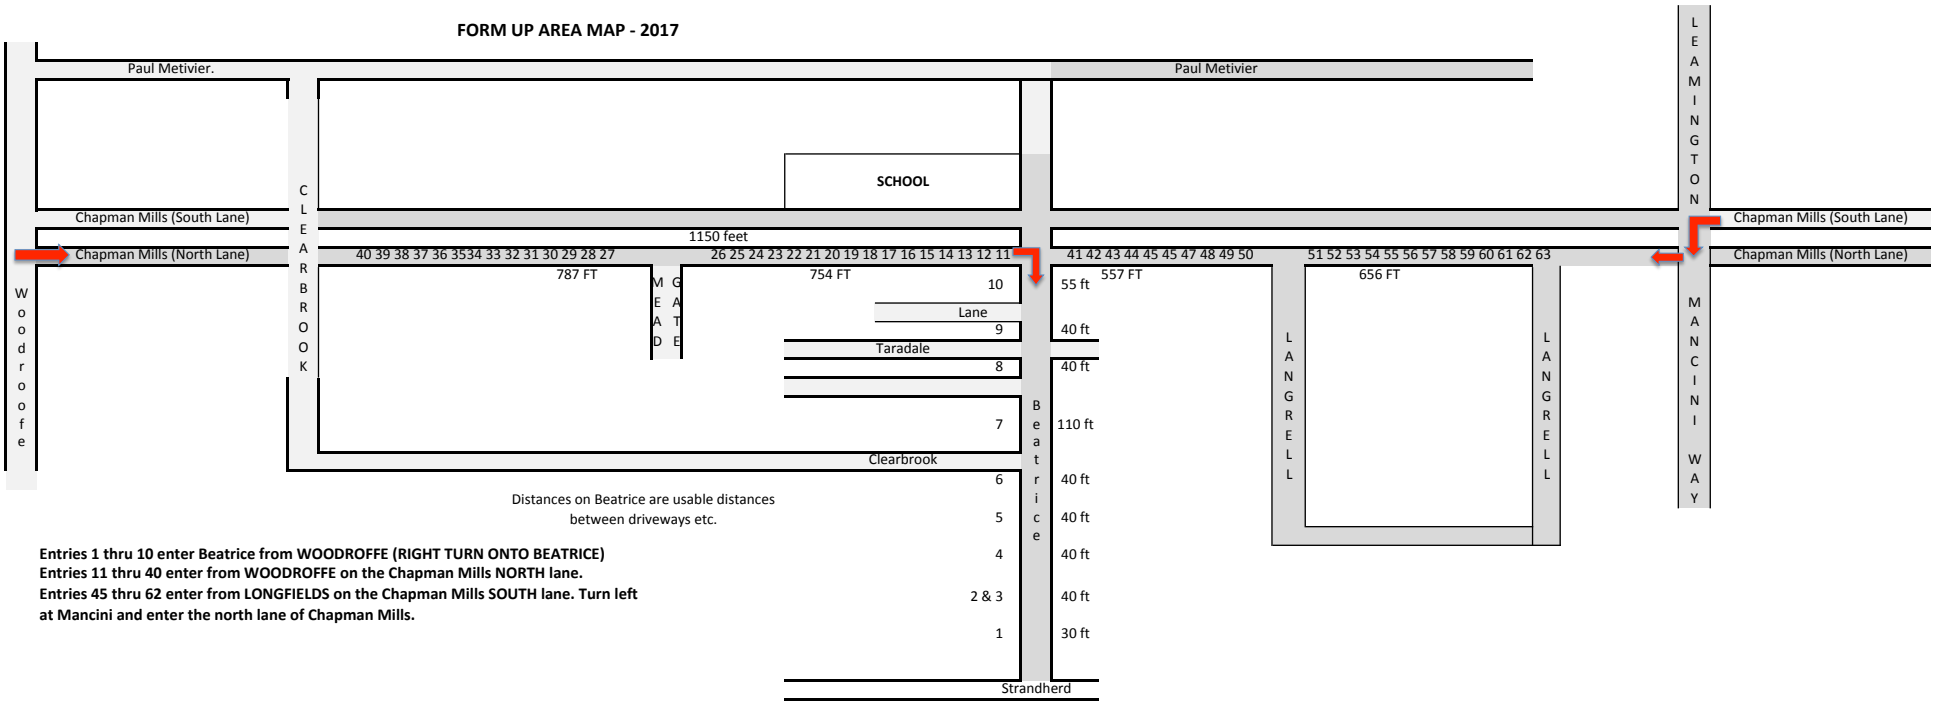 FORM UP AREA MAP - 2017
Paul Metivier.
Paul Metivier
LEAMINGTON
SCHOOL
CLEARBROOK
Chapman Mills (South Lane)
Chapman Mills (South Lane)
1150 feet
Chapman Mills (North Lane)
40 39 38 37 36 3534 33 32 31 30 29 28 27
26 25 24 23 22 21 20 19 18 17 16 15 14 13 12 11
41 42 43 44 45 45 47 48 49 50
51 52 53 54 55 56 57 58 59 60 61 62 63
Chapman Mills (North Lane)
787 FT
754 FT
557 FT
656 FT
MEAD
GATE
10
55 ft
Woodrooffe
Lane
MANCINI WAY
9
40 ft
Taradale
LANGRELL
LANGRELL
8
40 ft
Beatrice
7
110 ft
Clearbrook
6
40 ft
Distances on Beatrice are usable distances
between driveways etc.
5
40 ft
Entries 1 thru 10 enter Beatrice from WOODROFFE (RIGHT TURN ONTO BEATRICE)
Entries 11 thru 40 enter from WOODROFFE on the Chapman Mills NORTH lane.
Entries 45 thru 62 enter from LONGFIELDS on the Chapman Mills SOUTH lane. Turn left
at Mancini and enter the north lane of Chapman Mills.
4
40 ft
2 & 3
40 ft
1
30 ft
Strandherd